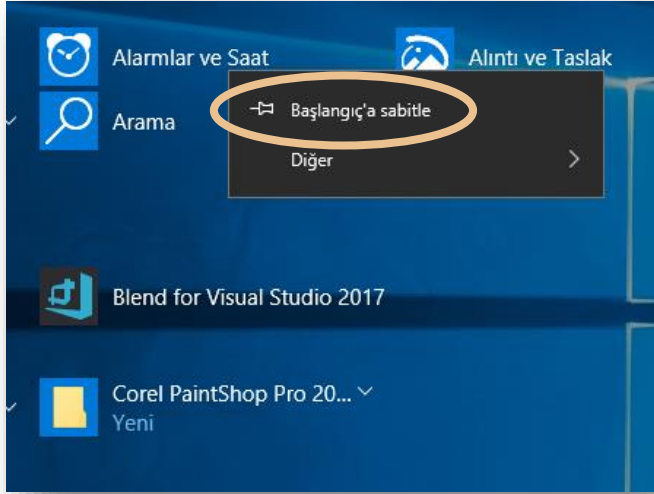 Alarmlar ve Saat
Alıntı ve Taslak
Arama
Başlangıç'a sabitle
Diğer
Blend for Visual Studio 2017
Corel PaintShop Pro 20...
Yeni